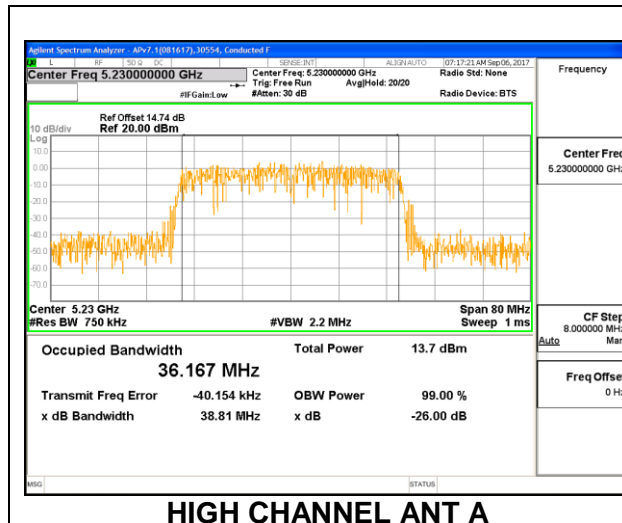 Agilent Spectrum Analyzer - APv7.1(081617),30554, Conducted F
L RF 50 Ω DC SENSE:INT ALIGN AUTO 07:17:21 AM Sep 06, 2017
Center Freq 5.230000000 GHz
Center Freq: 5.230000000 GHz
Radio Std: None
Trig: Free Run Avg|Hold: 20/20
#IFGain:Low #Atten: 30 dB Radio Device: BTS
Frequency
Ref Offset 14.74 dB
10 dB/div Ref 20.00 dBm
Log
10.0
0.00
-10.0
-20.0
-30.0
-40.0
-50.0
-60.0
-70.0
Center 5.23 GHz Span 80 MHz
#Res BW 750 kHz #VBW 2.2 MHz Sweep 1 ms
Center Freq
5.230000000 GHz
CF Step
8.000000 MHz
Auto Man
Freq Offset
0 Hz
Occupied Bandwidth Total Power 13.7 dBm
36.167 MHz
Transmit Freq Error -40.154 kHz OBW Power 99.00 %
x dB Bandwidth 38.81 MHz x dB -26.00 dB
MSG STATUS
HIGH CHANNEL ANT A